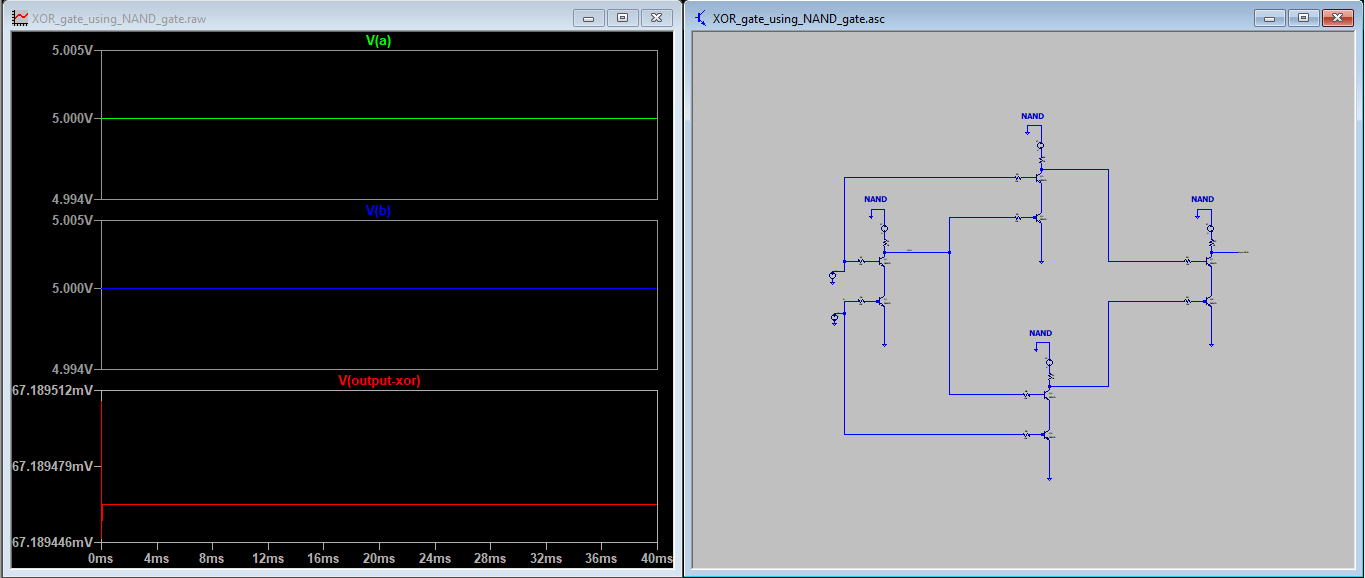 XOR_gate_using_NAND_gate.raw
V(a)
5.005V
5.000V
4.994V
V(b)
5.005V
5.000V
4.994V
V(output-xor)
67.189512mV
67.189479mV
67.189446mV
0ms 4ms 8ms 12ms 16ms 20ms 24ms 28ms 32ms 36ms 40ms
XOR_gate_using_NAND_gate.asc
NAND
NAND
NAND
NAND